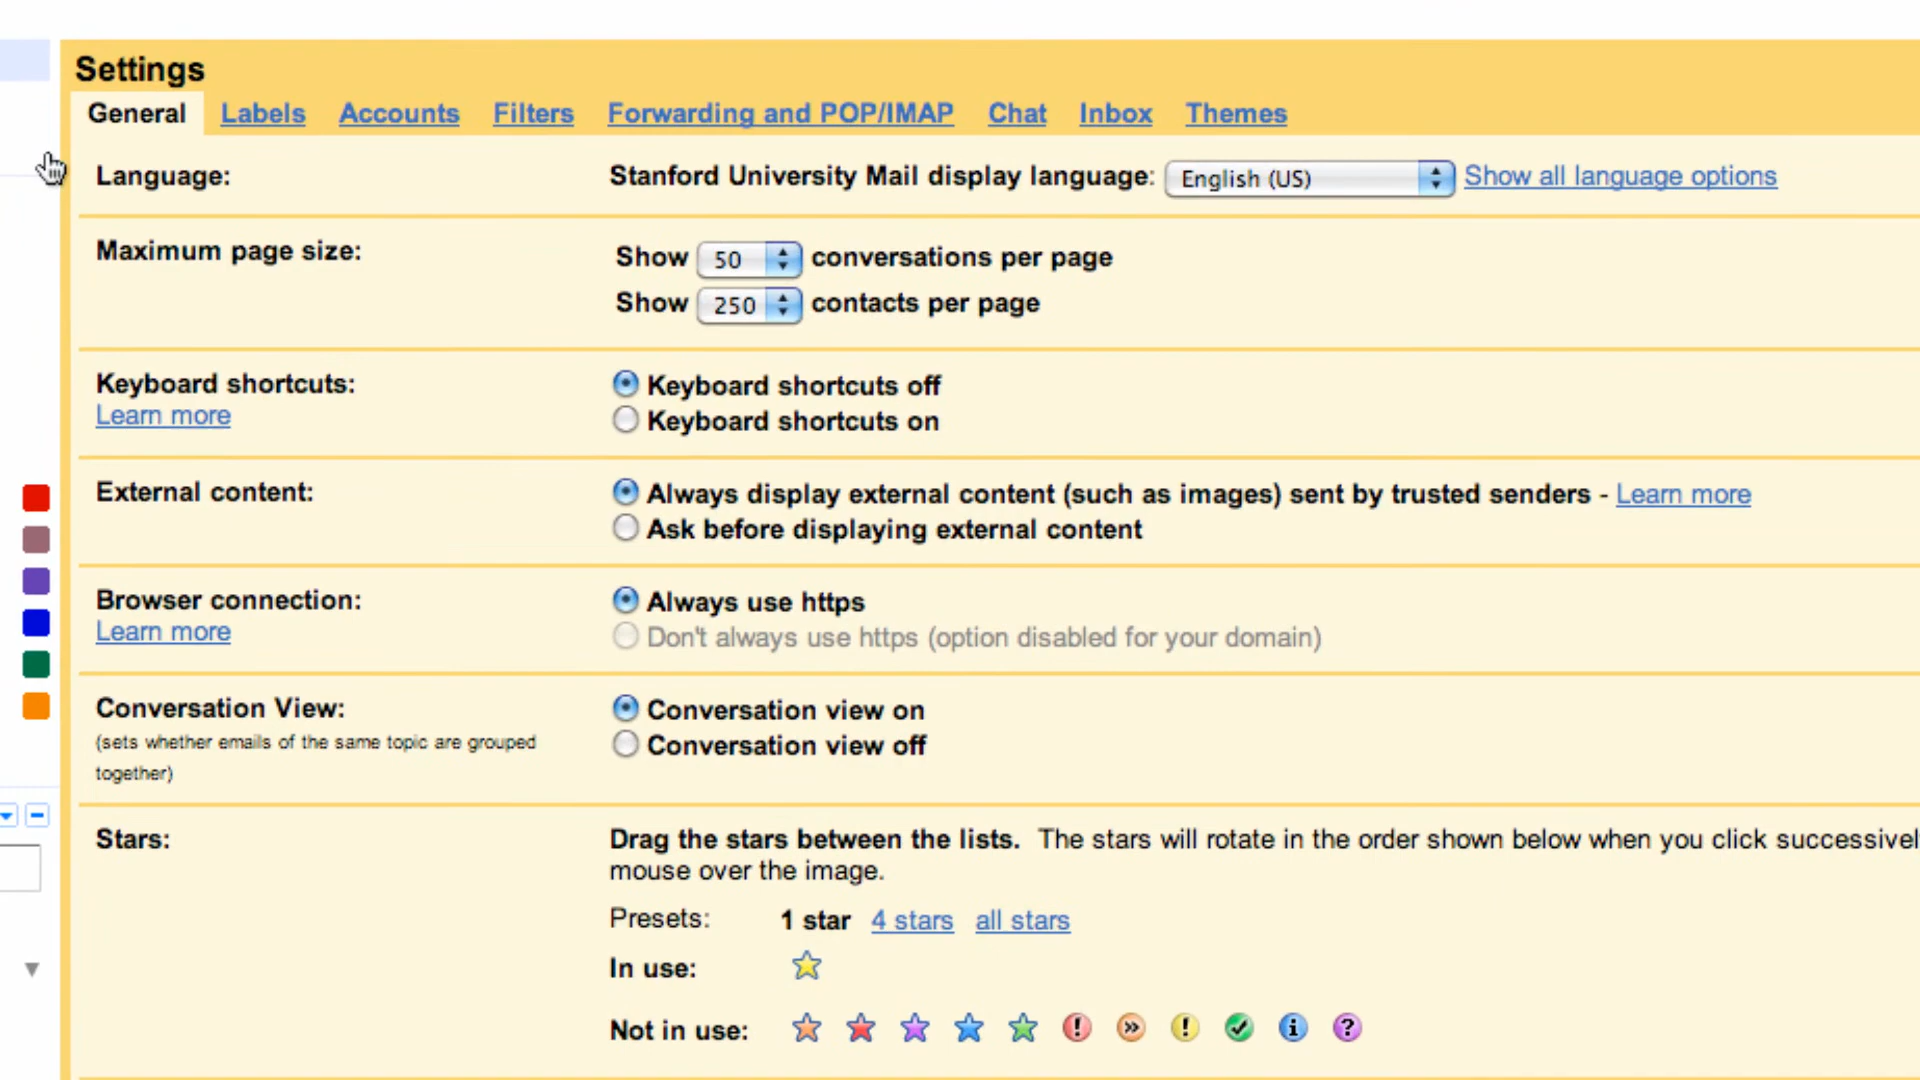 Settings
General Labels Accounts Filters Forwarding and POP/IMAP Chat Inbox Themes
Language: Stanford University Mail display language: English (US) Show all language options
Maximum page size: Show 50 conversations per page
Show 250 contacts per page
Keyboard shortcuts: Keyboard shortcuts off
Learn more Keyboard shortcuts on
External content: Always display external content (such as images) sent by trusted senders - Learn more
Ask before displaying external content
Browser connection: Always use https
Learn more Don't always use https (option disabled for your domain)
Conversation View: Conversation view on
(sets whether emails of the same topic are grouped Conversation view off
together)
Stars: Drag the stars between the lists. The stars will rotate in the order shown below when you click successivel
mouse over the image.
Presets: 1 star 4 stars all stars
In use:
Not in use: